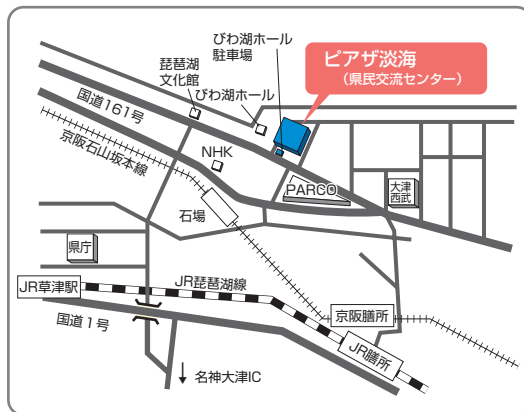 びわ湖ホール
駐車場
ピアザ淡海
(県民交流センター)
琵琶湖
文化館
びわ湖ホール
国道161号
京阪石山坂本線
NHK
PARCO
大津
西武
石場
県庁
JR草津駅
JR琵琶湖線
京阪膳所
国道1号
JR膳所
名神大津IC